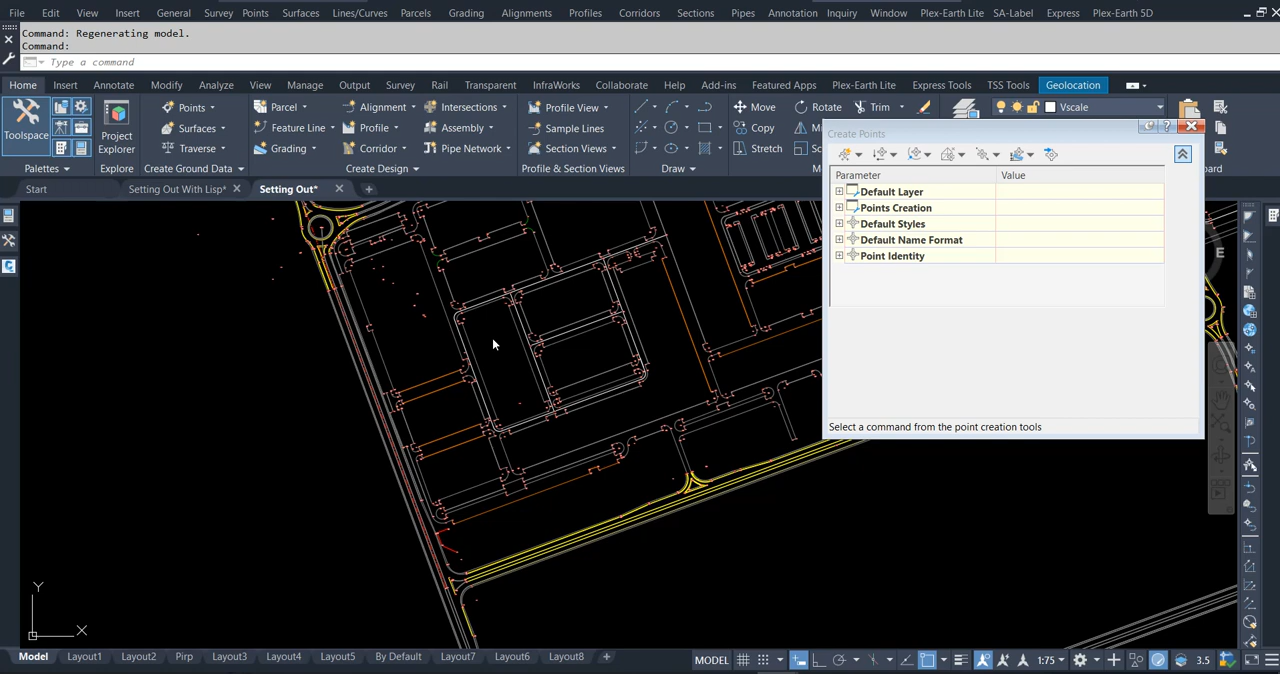 File Edit View Insert General Survey Points Surfaces Lines/Curves Parcels Grading Alignments Profiles Corridors Sections Pipes Annotation Inquiry Window Plex-Earth Lite SA-Label Express Plex-Earth 5D
Command: Regenerating model.
Command:
Type a command
Home Insert Annotate Modify Analyze View Manage Output Survey Rail Transparent InfraWorks Collaborate Help Add-ins Featured Apps Plex-Earth Lite Express Tools TSS Tools Geolocation
Points Parcel Alignment Intersections Profile View Move Rotate Trim Vscale
Toolspace Project Explorer Surfaces Feature Line Profile Assembly Sample Lines Copy
Traverse Grading Corridor Pipe Network Section Views Stretch
Palettes Explore Create Ground Data Create Design Profile & Section Views Draw
Start Setting Out With Lisp* Setting Out*
Create Points
Parameter Value
Default Layer
Points Creation
Default Styles
Default Name Format
Point Identity
Select a command from the point creation tools
E
Y
X
Model Layout1 Layout2 Pirp Layout3 Layout4 Layout5 By Default Layout7 Layout6 Layout8 MODEL 1:75 3.5